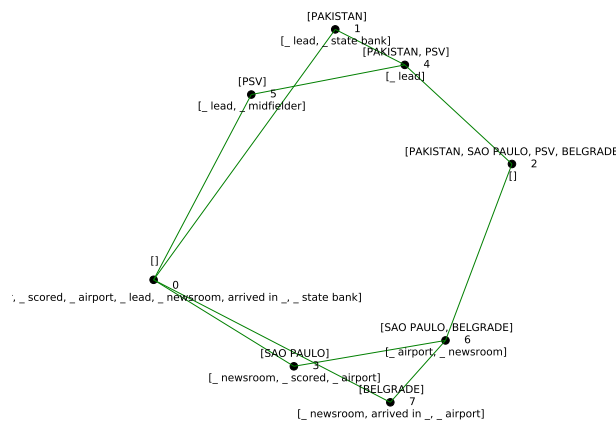 [PAKISTAN]
1
[_ lead, _ state bank]
[PAKISTAN, PSV]
4
[_ lead]
[PSV]
5
[_ lead, _ midfielder]
[PAKISTAN, SAO PAULO, PSV, BELGRADE
2
[]
[]
0
, _ scored, _ airport, _ lead, _ newsroom, arrived in _, _ state bank]
[SAO PAULO, BELGRADE]
6
[_ airport, _ newsroom]
[SAO PAULO]
3
[_ newsroom, _ scored, _ airport]
[BELGRADE]
7
[_ newsroom, arrived in _, _ airport]